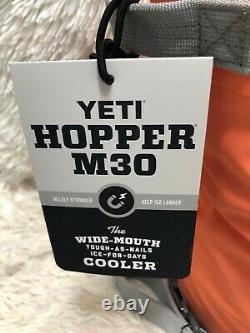 YETI
HOPPER
M30
WILDLY STRONGER KEEP ICE LONGER
The
WIDE-MOUTH
TOUGH-AS-NAILS
ICE-FOR-DAYS
COOLER